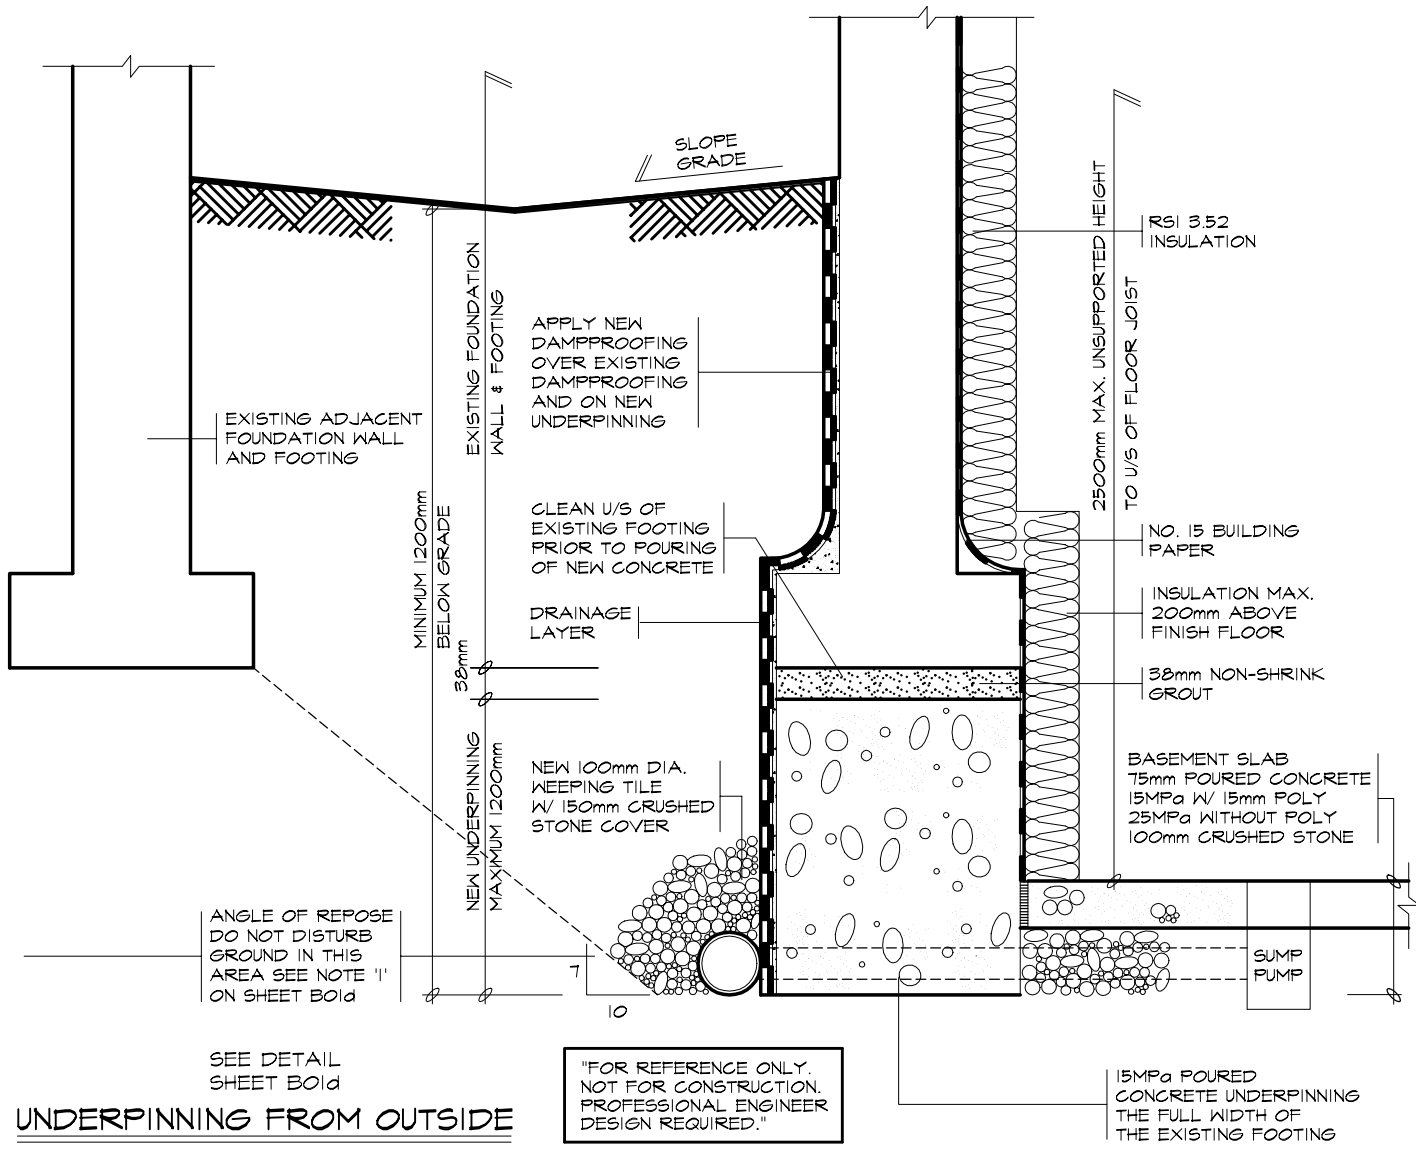 SLOPE
GRADE
RSI 3.52
INSULATION
2500mm MAX. UNSUPPORTED HEIGHT
TO U/S OF FLOOR JOIST
EXISTING FOUNDATION
WALL & FOOTING
APPLY NEW
DAMPPROOFING
OVER EXISTING
DAMPPROOFING
AND ON NEW
UNDERPINNING
EXISTING ADJACENT
FOUNDATION WALL
AND FOOTING
MINIMUM 1200mm
BELOW GRADE
CLEAN U/S OF
EXISTING FOOTING
PRIOR TO POURING
OF NEW CONCRETE
NO. 15 BUILDING
PAPER
DRAINAGE
LAYER
INSULATION MAX.
200mm ABOVE
FINISH FLOOR
38mm
38mm NON-SHRINK
GROUT
NEW UNDERPINNING
MAXIMUM 1200mm
NEW 100mm DIA.
WEEPING TILE
W/ 150mm CRUSHED
STONE COVER
BASEMENT SLAB
75mm POURED CONCRETE
15MPa W/ 15mm POLY
25MPa WITHOUT POLY
100mm CRUSHED STONE
ANGLE OF REPOSE
DO NOT DISTURB
GROUND IN THIS
AREA SEE NOTE '1'
ON SHEET B01d
7
10
SUMP
PUMP
SEE DETAIL
SHEET B01d
UNDERPINNING FROM OUTSIDE
"FOR REFERENCE ONLY.
NOT FOR CONSTRUCTION.
PROFESSIONAL ENGINEER
DESIGN REQUIRED."
15MPa POURED
CONCRETE UNDERPINNING
THE FULL WIDTH OF
THE EXISTING FOOTING